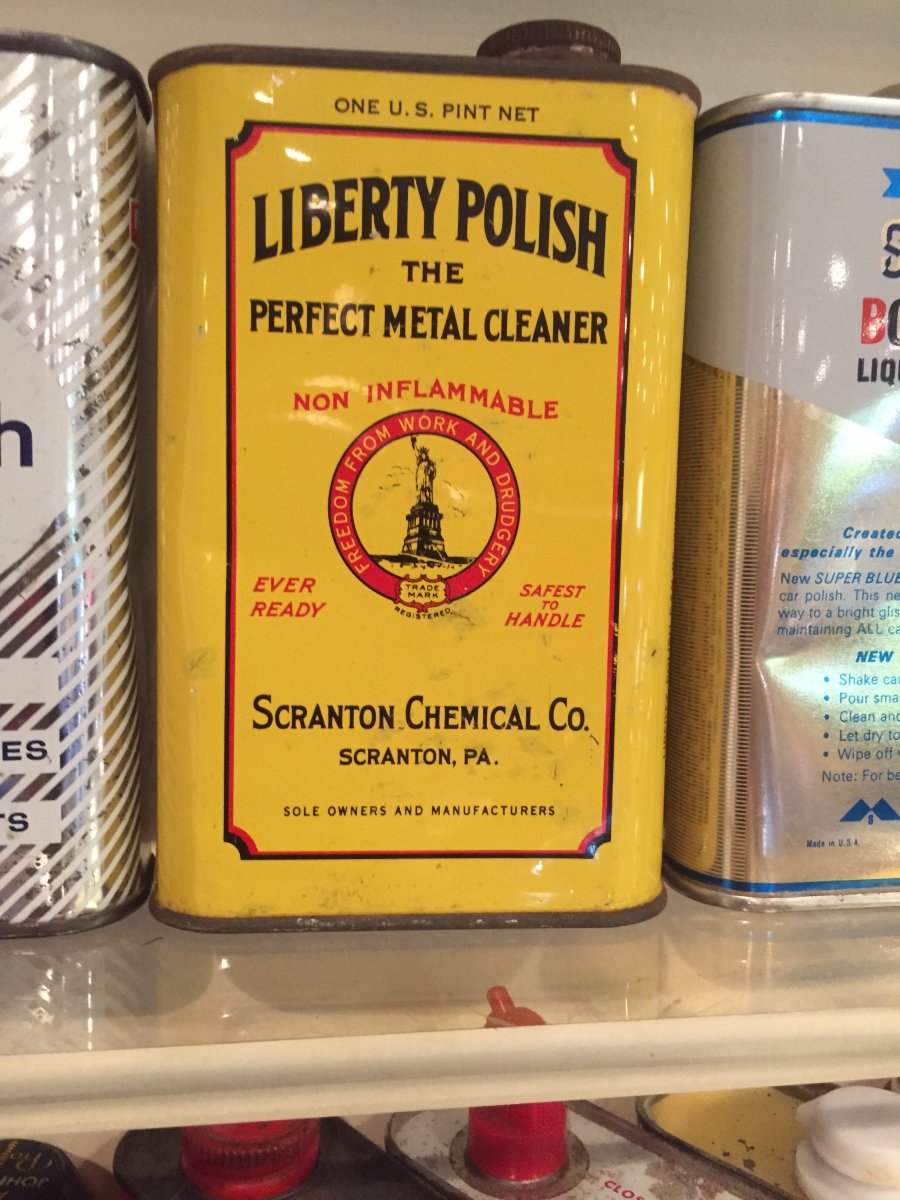 ONE U.S. PINT NET
LIBERTY POLISH
THE
PERFECT METAL CLEANER
NON INFLAMMABLE
FREEDOM FROM WORK AND DRUDGERY
TRADE
MARK
REGISTERED
EVER
READY
SAFEST
TO
HANDLE
SCRANTON CHEMICAL CO.
SCRANTON, PA.
SOLE OWNERS AND MANUFACTURERS
h
ES
TS
LIQU
Created
especially the
New SUPER BLUE
car polish. This ne
way to a bright glis
maintaining ALL ca
NEW
• Shake can
• Pour sma
• Clean and
• Let dry to
• Wipe off
Note: For be
S
Made in U.S.A.
CLOS